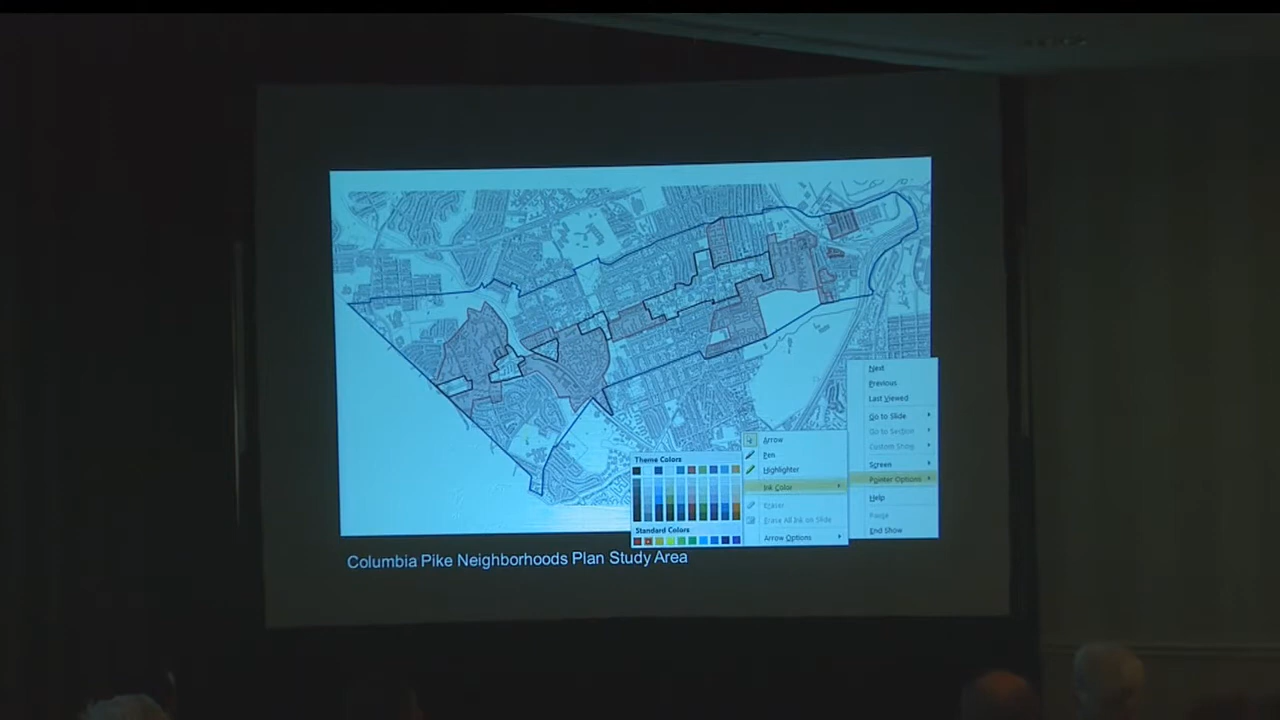 Next
Previous
Last Viewed
Go to Slide
Go to Section
Custom Show
Screen
Pointer Options
Help
Pause
End Show
Arrow
Pen
Highlighter
Ink Color
Eraser
Erase All Ink on Slide
Arrow Options
Theme Colors
Standard Colors
Columbia Pike Neighborhoods Plan Study Area